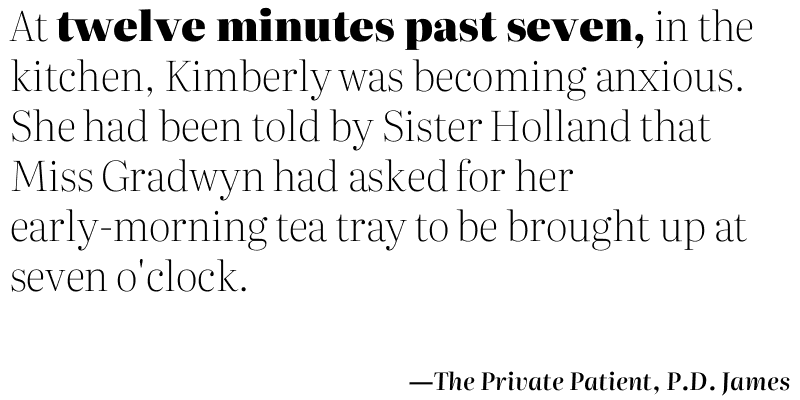 At twelve minutes past seven, in the
kitchen, Kimberly was becoming anxious.
She had been told by Sister Holland that
Miss Gradwyn had asked for her
early-morning tea tray to be brought up at
seven o'clock.
—The Private Patient, P.D. James